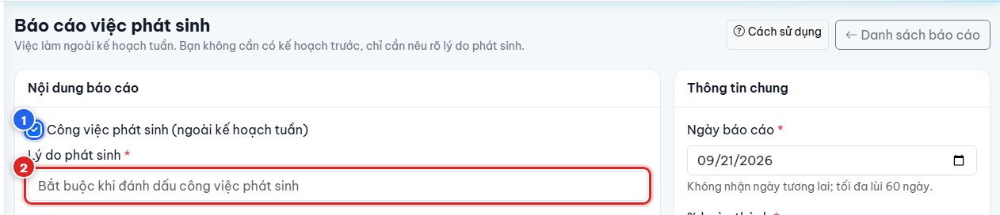 Báo cáo việc phát sinh
Việc làm ngoài kế hoạch tuần. Bạn không cần có kế hoạch trước, chỉ cần nêu rõ lý do phát sinh.
Cách sử dụng
← Danh sách báo cáo
Nội dung báo cáo
1
Công việc phát sinh (ngoài kế hoạch tuần)
Lý do phát sinh *
2
Bắt buộc khi đánh dấu công việc phát sinh
Thông tin chung
Ngày báo cáo *
09/21/2026
Không nhận ngày tương lai; tối đa lùi 60 ngày.